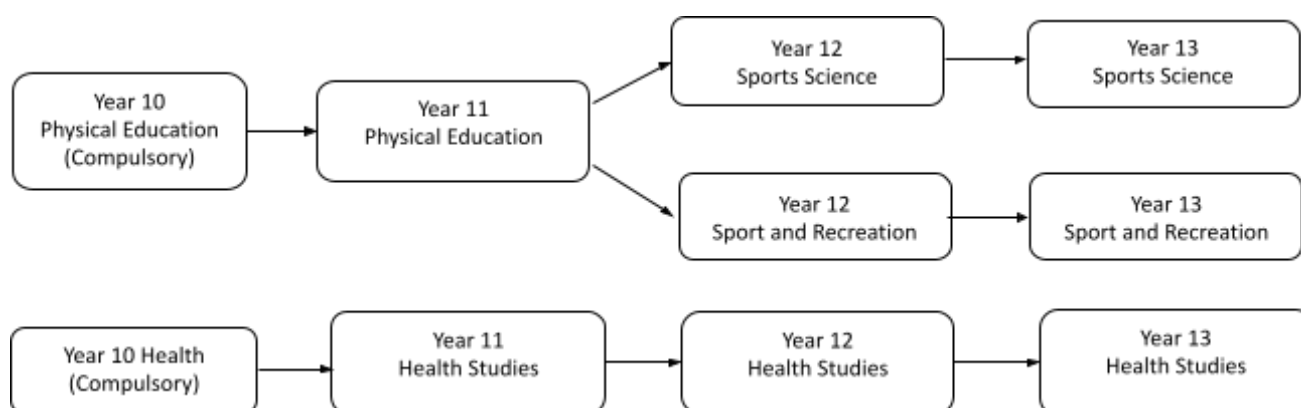 Year 10
Physical Education
(Compulsory)
Year 11
Physical Education
Year 12
Sports Science
Year 13
Sports Science
Year 12
Sport and Recreation
Year 13
Sport and Recreation
Year 10 Health
(Compulsory)
Year 11
Health Studies
Year 12
Health Studies
Year 13
Health Studies